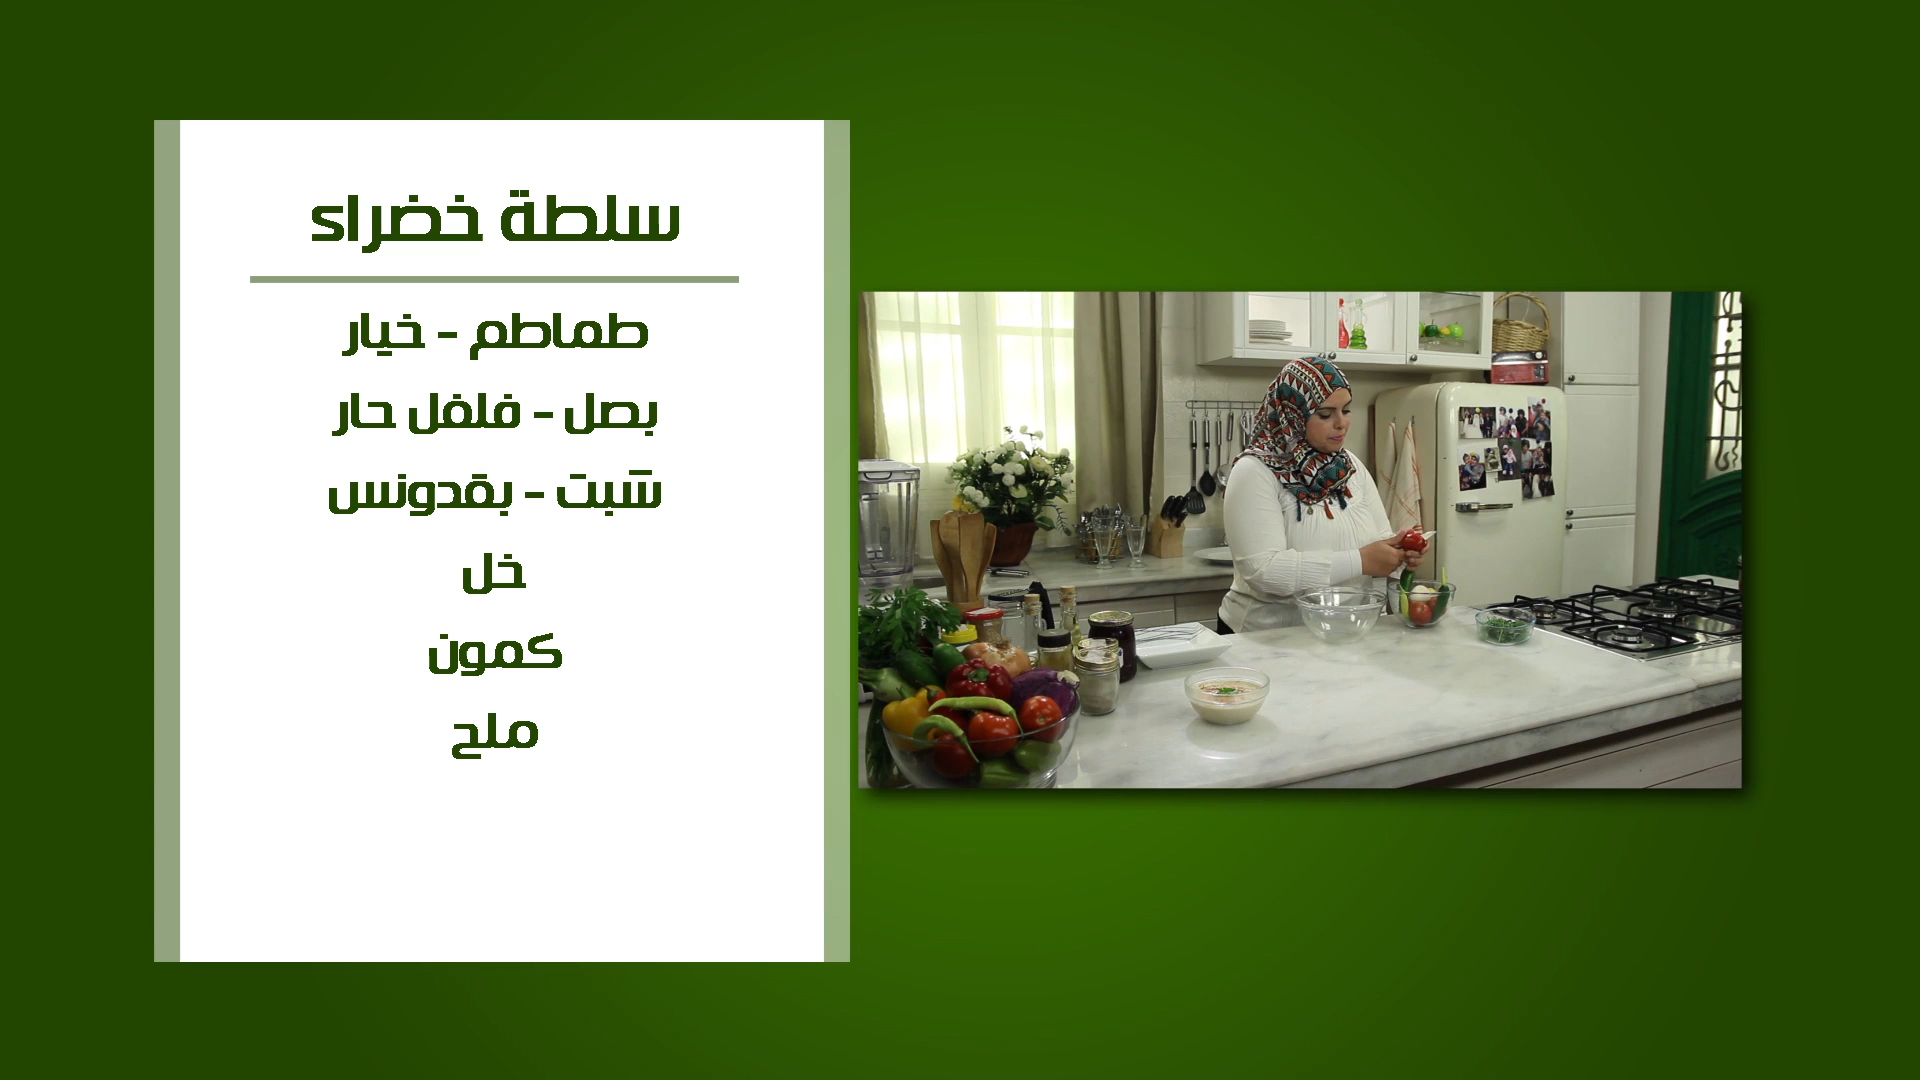 سلطة خضراء
طماطم - خيار
بصل - فلفل حار
شبت - بقدونس
خل
كمون
ملح